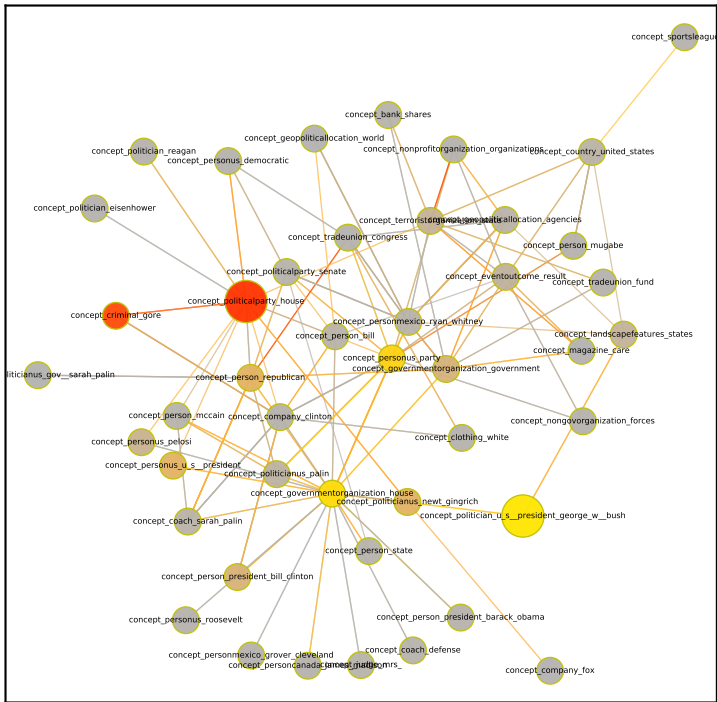 concept_sportsleague
concept_bank_shares
concept_geopoliticallocation_world
concept_nonprofitorganization_organizations
concept_country_united_states
concept_politician_reagan
concept_personus_democratic
concept_politician_eisenhower
concept_geopoliticallocation_agencies
concept_tradeunion_congress
concept_person_mugabe
concept_politicalparty_senate
concept_eventoutcome_result
concept_tradeunion_fund
concept_politicalparty_house
concept_criminal_gore
concept_personmexico_ryan_whitney
concept_person_bill
concept_landscapefeatures_states
concept_magazine_care
concept_personus_party
concept_governmentorganization_government
liticianus_gov__sarah_palin
concept_person_republican
concept_person_mccain
concept_company_clinton
concept_nongovorganization_forces
concept_personus_pelosi
concept_clothing_white
concept_personus_u_s__president
concept_politicianus_palin
concept_governmentorganization_house
concept_politicianus_newt_gingrich
concept_politician_u_s__president_george_w__bush
concept_coach_sarah_palin
concept_person_state
concept_person_president_bill_clinton
concept_personus_roosevelt
concept_person_president_barack_obama
concept_coach_defense
concept_personmexico_grover_cleveland
concept_company_fox